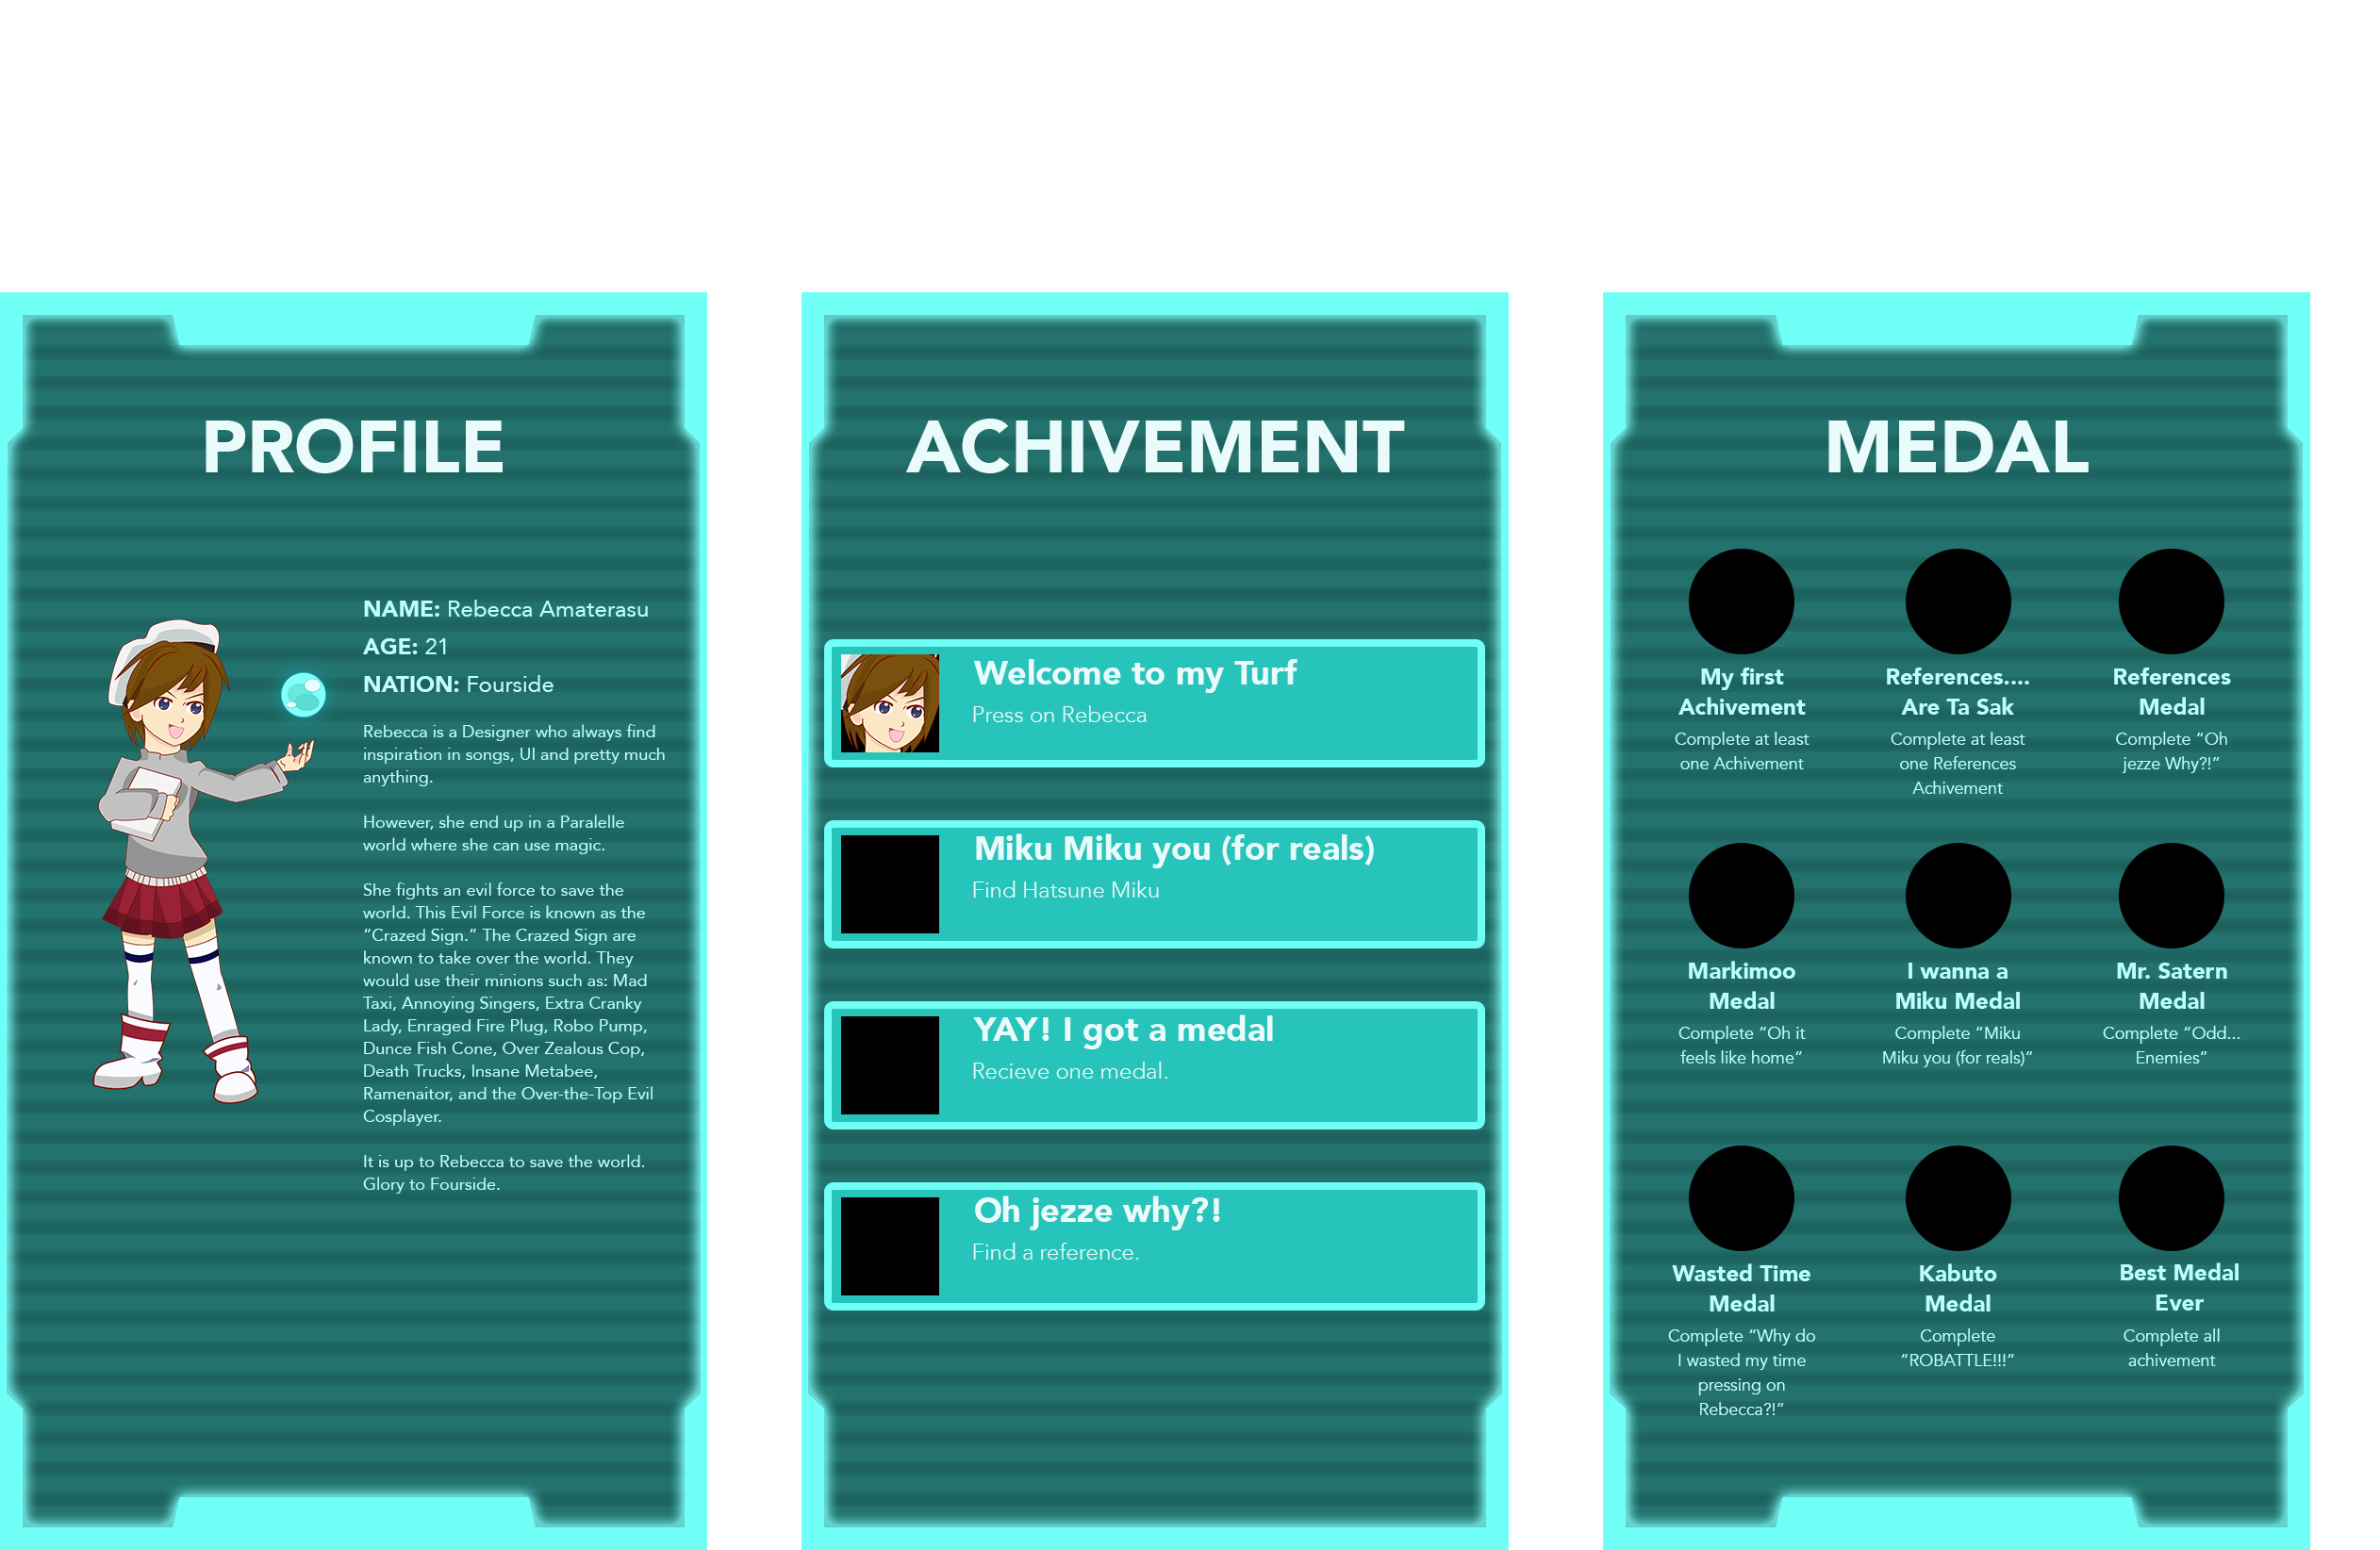 PROFILE
NAME: Rebecca Amaterasu
AGE: 21
NATION: Fourside
Rebecca is a Designer who always find
inspiration in songs, UI and pretty much
anything.
However, she end up in a Paralelle
world where she can use magic.
She fights an evil force to save the
world. This Evil Force is known as the
“Crazed Sign.” The Crazed Sign are
known to take over the world. They
would use their minions such as: Mad
Taxi, Annoying Singers, Extra Cranky
Lady, Enraged Fire Plug, Robo Pump,
Dunce Fish Cone, Over Zealous Cop,
Death Trucks, Insane Metabee,
Ramenaitor, and the Over-the-Top Evil
Cosplayer.
It is up to Rebecca to save the world.
Glory to Fourside.
ACHIVEMENT
Welcome to my Turf
Press on Rebecca
Miku Miku you (for reals)
Find Hatsune Miku
YAY! I got a medal
Recieve one medal.
Oh jezze why?!
Find a reference.
MEDAL
My first
Achivement
Complete at least
one Achivement
References....
Are Ta Sak
Complete at least
one References
Achivement
References
Medal
Complete “Oh
jezze Why?!”
Markimoo
Medal
Complete “Oh it
feels like home”
I wanna a
Miku Medal
Complete “Miku
Miku you (for reals)”
Mr. Satern
Medal
Complete “Odd...
Enemies”
Wasted Time
Medal
Complete “Why do
I wasted my time
pressing on
Rebecca?!”
Kabuto
Medal
Complete
“ROBATTLE!!!”
Best Medal
Ever
Complete all
achivement